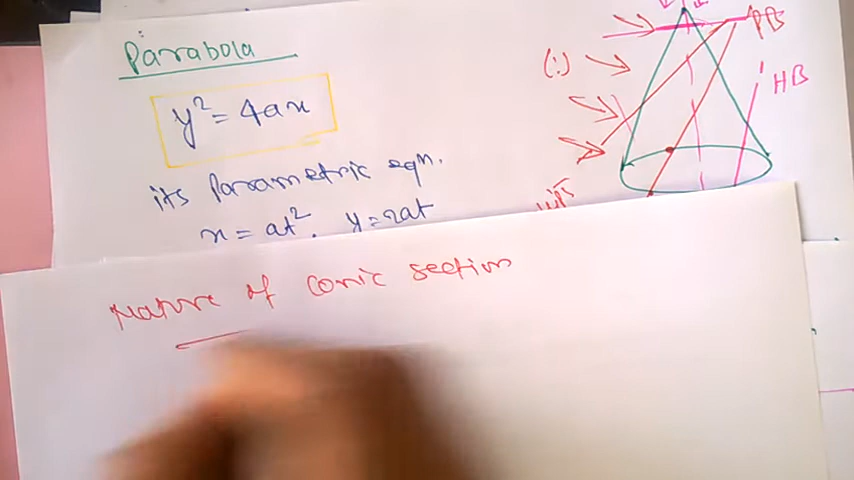 Parabola
y² = 4ax
its Parametric eqn.
x = at². y = 2at
(:)
PB
HB
Nature of Conic section